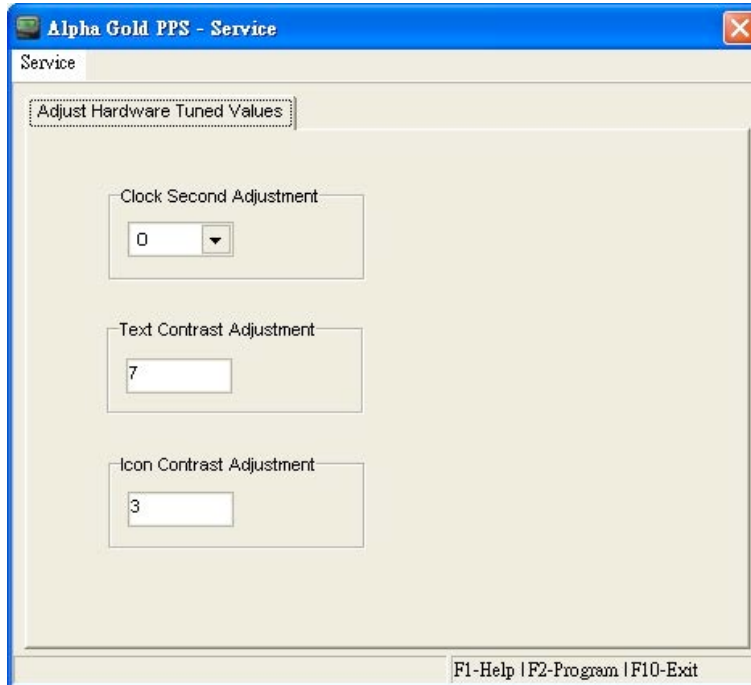 Alpha Gold PPS - Service
Service
Adjust Hardware Tuned Values
Clock Second Adjustment
0
Text Contrast Adjustment
7
Icon Contrast Adjustment
3
F1-Help | F2-Program | F10-Exit